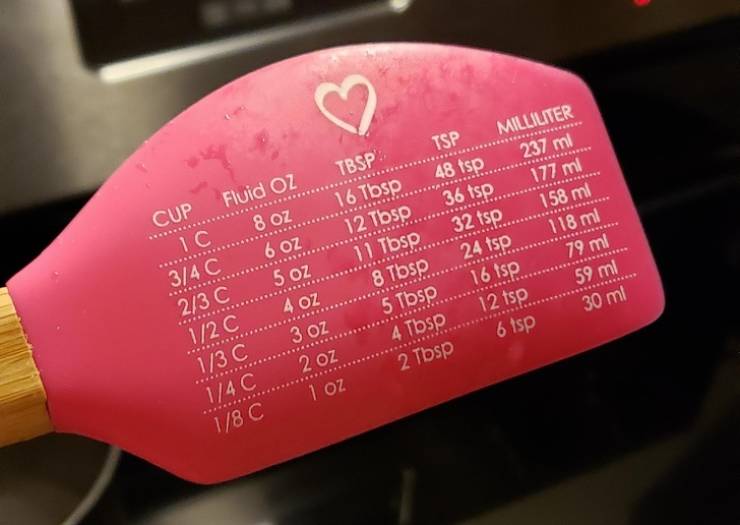 CUP Fluid OZ TBSP TSP MILLILITER
1 C 8 oz 16 Tbsp 48 tsp 237 ml
3/4 C 6 oz 12 Tbsp 36 tsp 177 ml
2/3 C 5 oz 11 Tbsp 32 tsp 158 ml
1/2 C 4 oz 8 Tbsp 24 tsp 118 ml
1/3 C 3 oz 5 Tbsp 16 tsp 79 ml
1/4 C 2 oz 4 Tbsp 12 tsp 59 ml
1/8 C 1 oz 2 Tbsp 6 tsp 30 ml